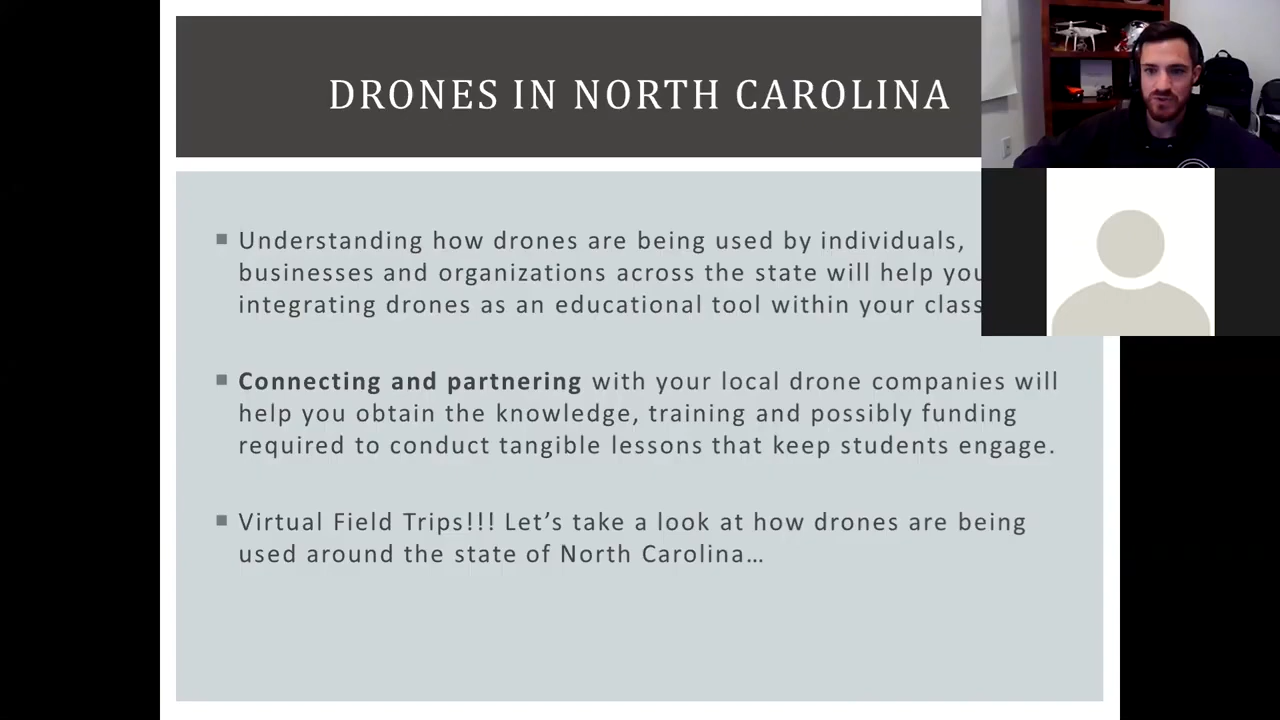 DRONES IN NORTH CAROLINA
Understanding how drones are being used by individuals,
businesses and organizations across the state will help you
integrating drones as an educational tool within your class
Connecting and partnering with your local drone companies will
help you obtain the knowledge, training and possibly funding
required to conduct tangible lessons that keep students engage.
Virtual Field Trips!!! Let’s take a look at how drones are being
used around the state of North Carolina…